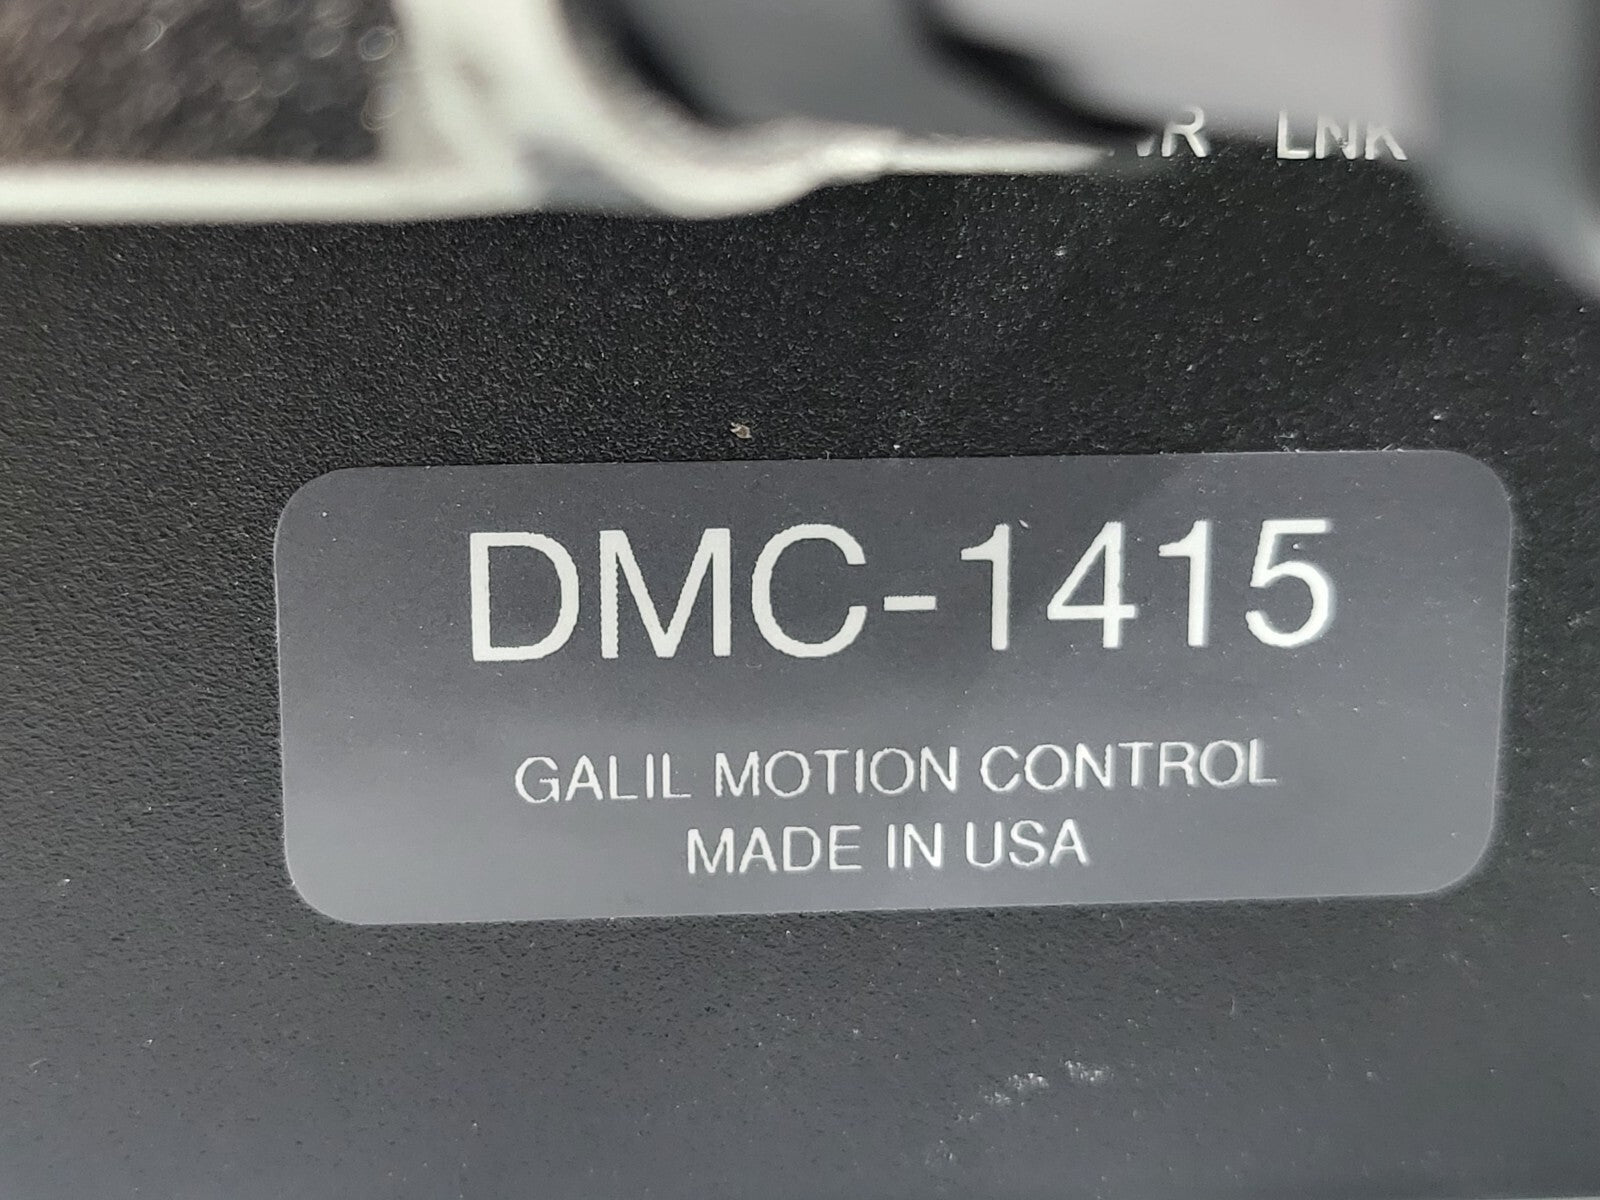 LNK
DMC-1415
GALIL MOTION CONTROL
MADE IN USA